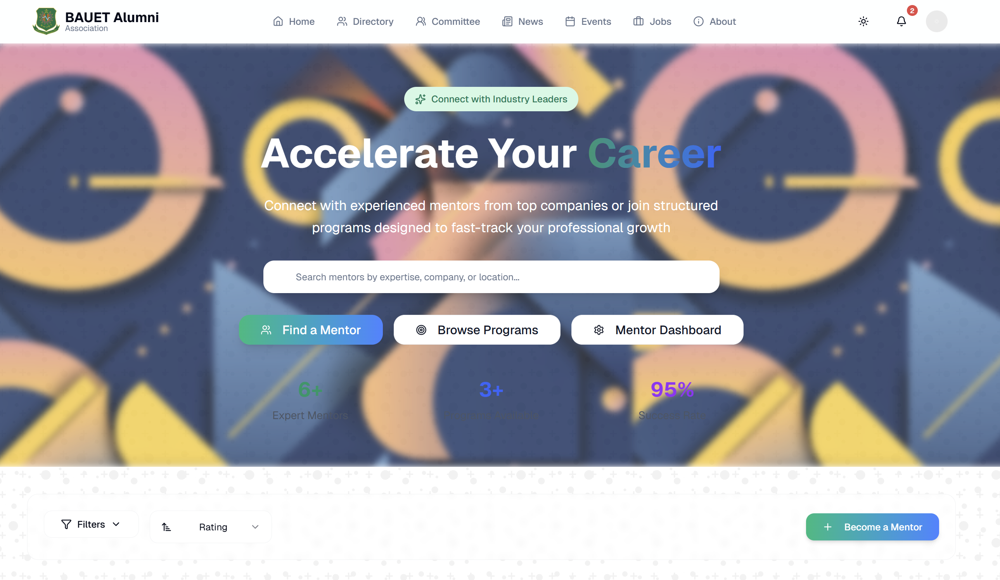 BAUET Alumni
Association
Home
Directory
Committee
News
Events
Jobs
About
2
Connect with Industry Leaders
Accelerate Your Career
Connect with experienced mentors from top companies or join structured
programs designed to fast-track your professional growth
Search mentors by expertise, company, or location...
Find a Mentor
Browse Programs
Mentor Dashboard
6+
3+
95%
Expert Mentors
Programs Available
Success Rate
Filters
Rating
Become a Mentor